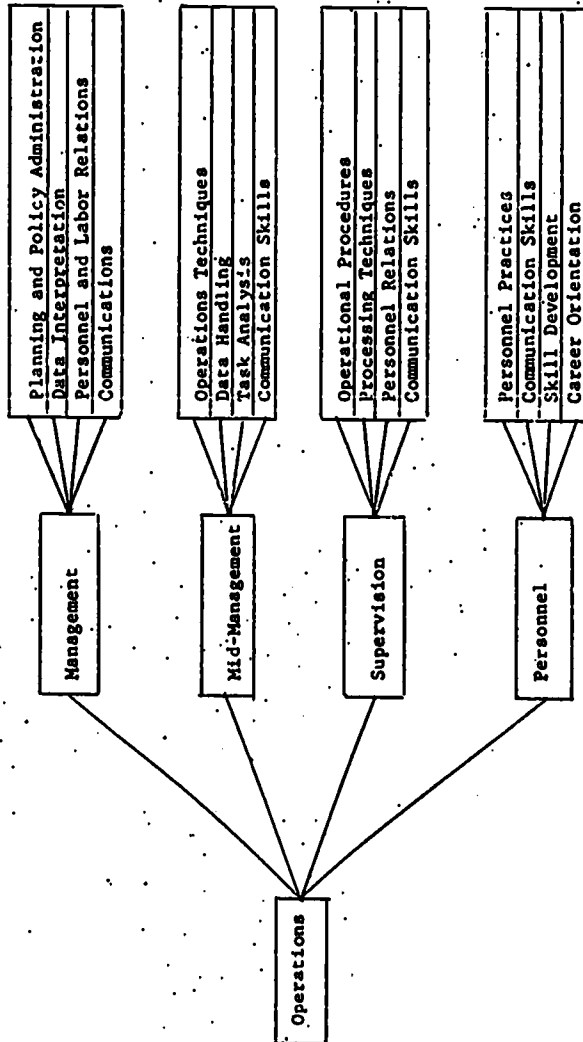 Operations
Management
Planning and Policy Administration
Data Interpretation
Personnel and Labor Relations
Communications
Mid-Management
Operations Techniques
Data Handling
Task Analysis
Communication Skills
Supervision
Operational Procedures
Processing Techniques
Personnel Relations
Communication Skills
Personnel
Personnel Practices
Communication Skills
Skill Development
Career Orientation